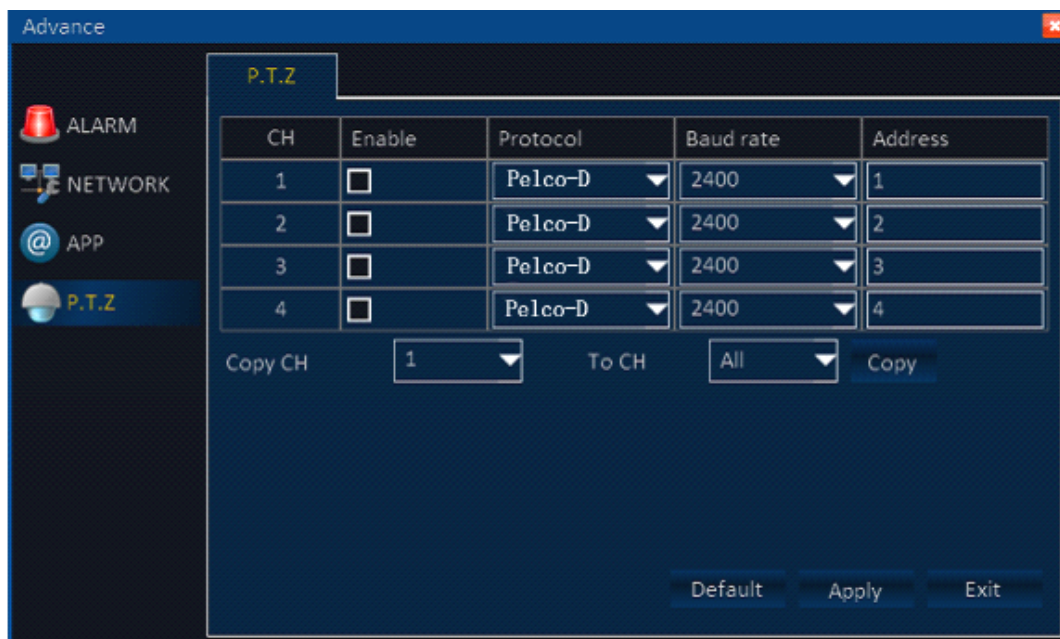 Advance
P.T.Z
ALARM
NETWORK
APP
P.T.Z
CH Enable Protocol Baud rate Address
1 Pelco-D 2400 1
2 Pelco-D 2400 2
3 Pelco-D 2400 3
4 Pelco-D 2400 4
Copy CH 1 To CH All Copy
Default Apply Exit